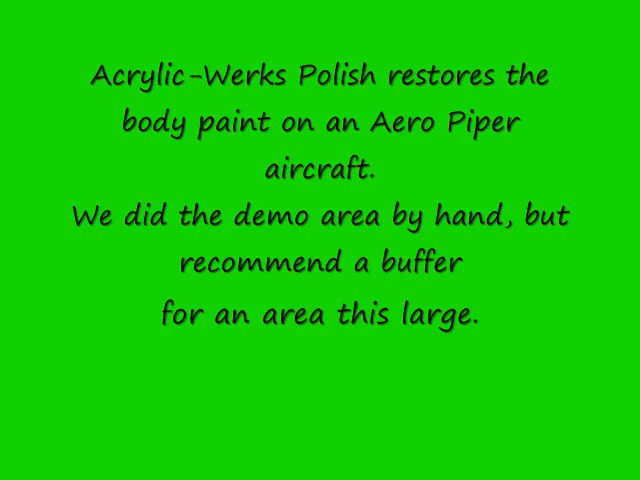 Acrylic-Werks Polish restores the
body paint on an Aero Piper
aircraft.
We did the demo area by hand, but
recommend a buffer
for an area this large.